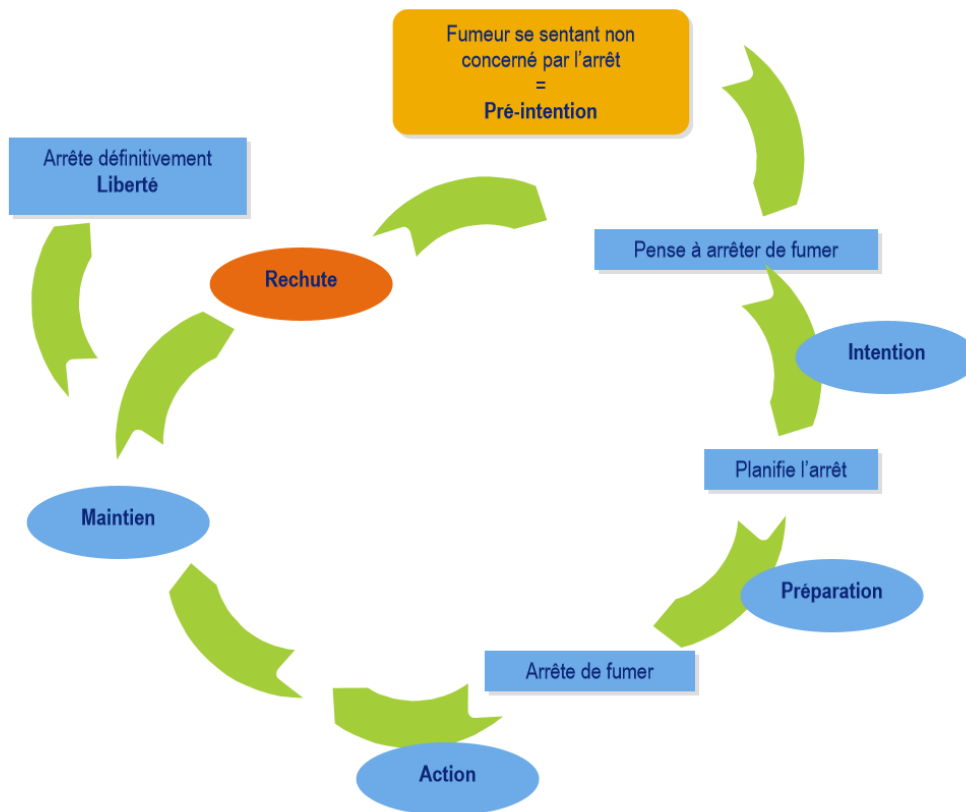 Fumeur se sentant non
concerné par l'arrêt
=
Pré-intention
Arrête définitivement
Liberté
Pense à arrêter de fumer
Rechute
Intention
Planifie l'arrêt
Maintien
Préparation
Arrête de fumer
Action